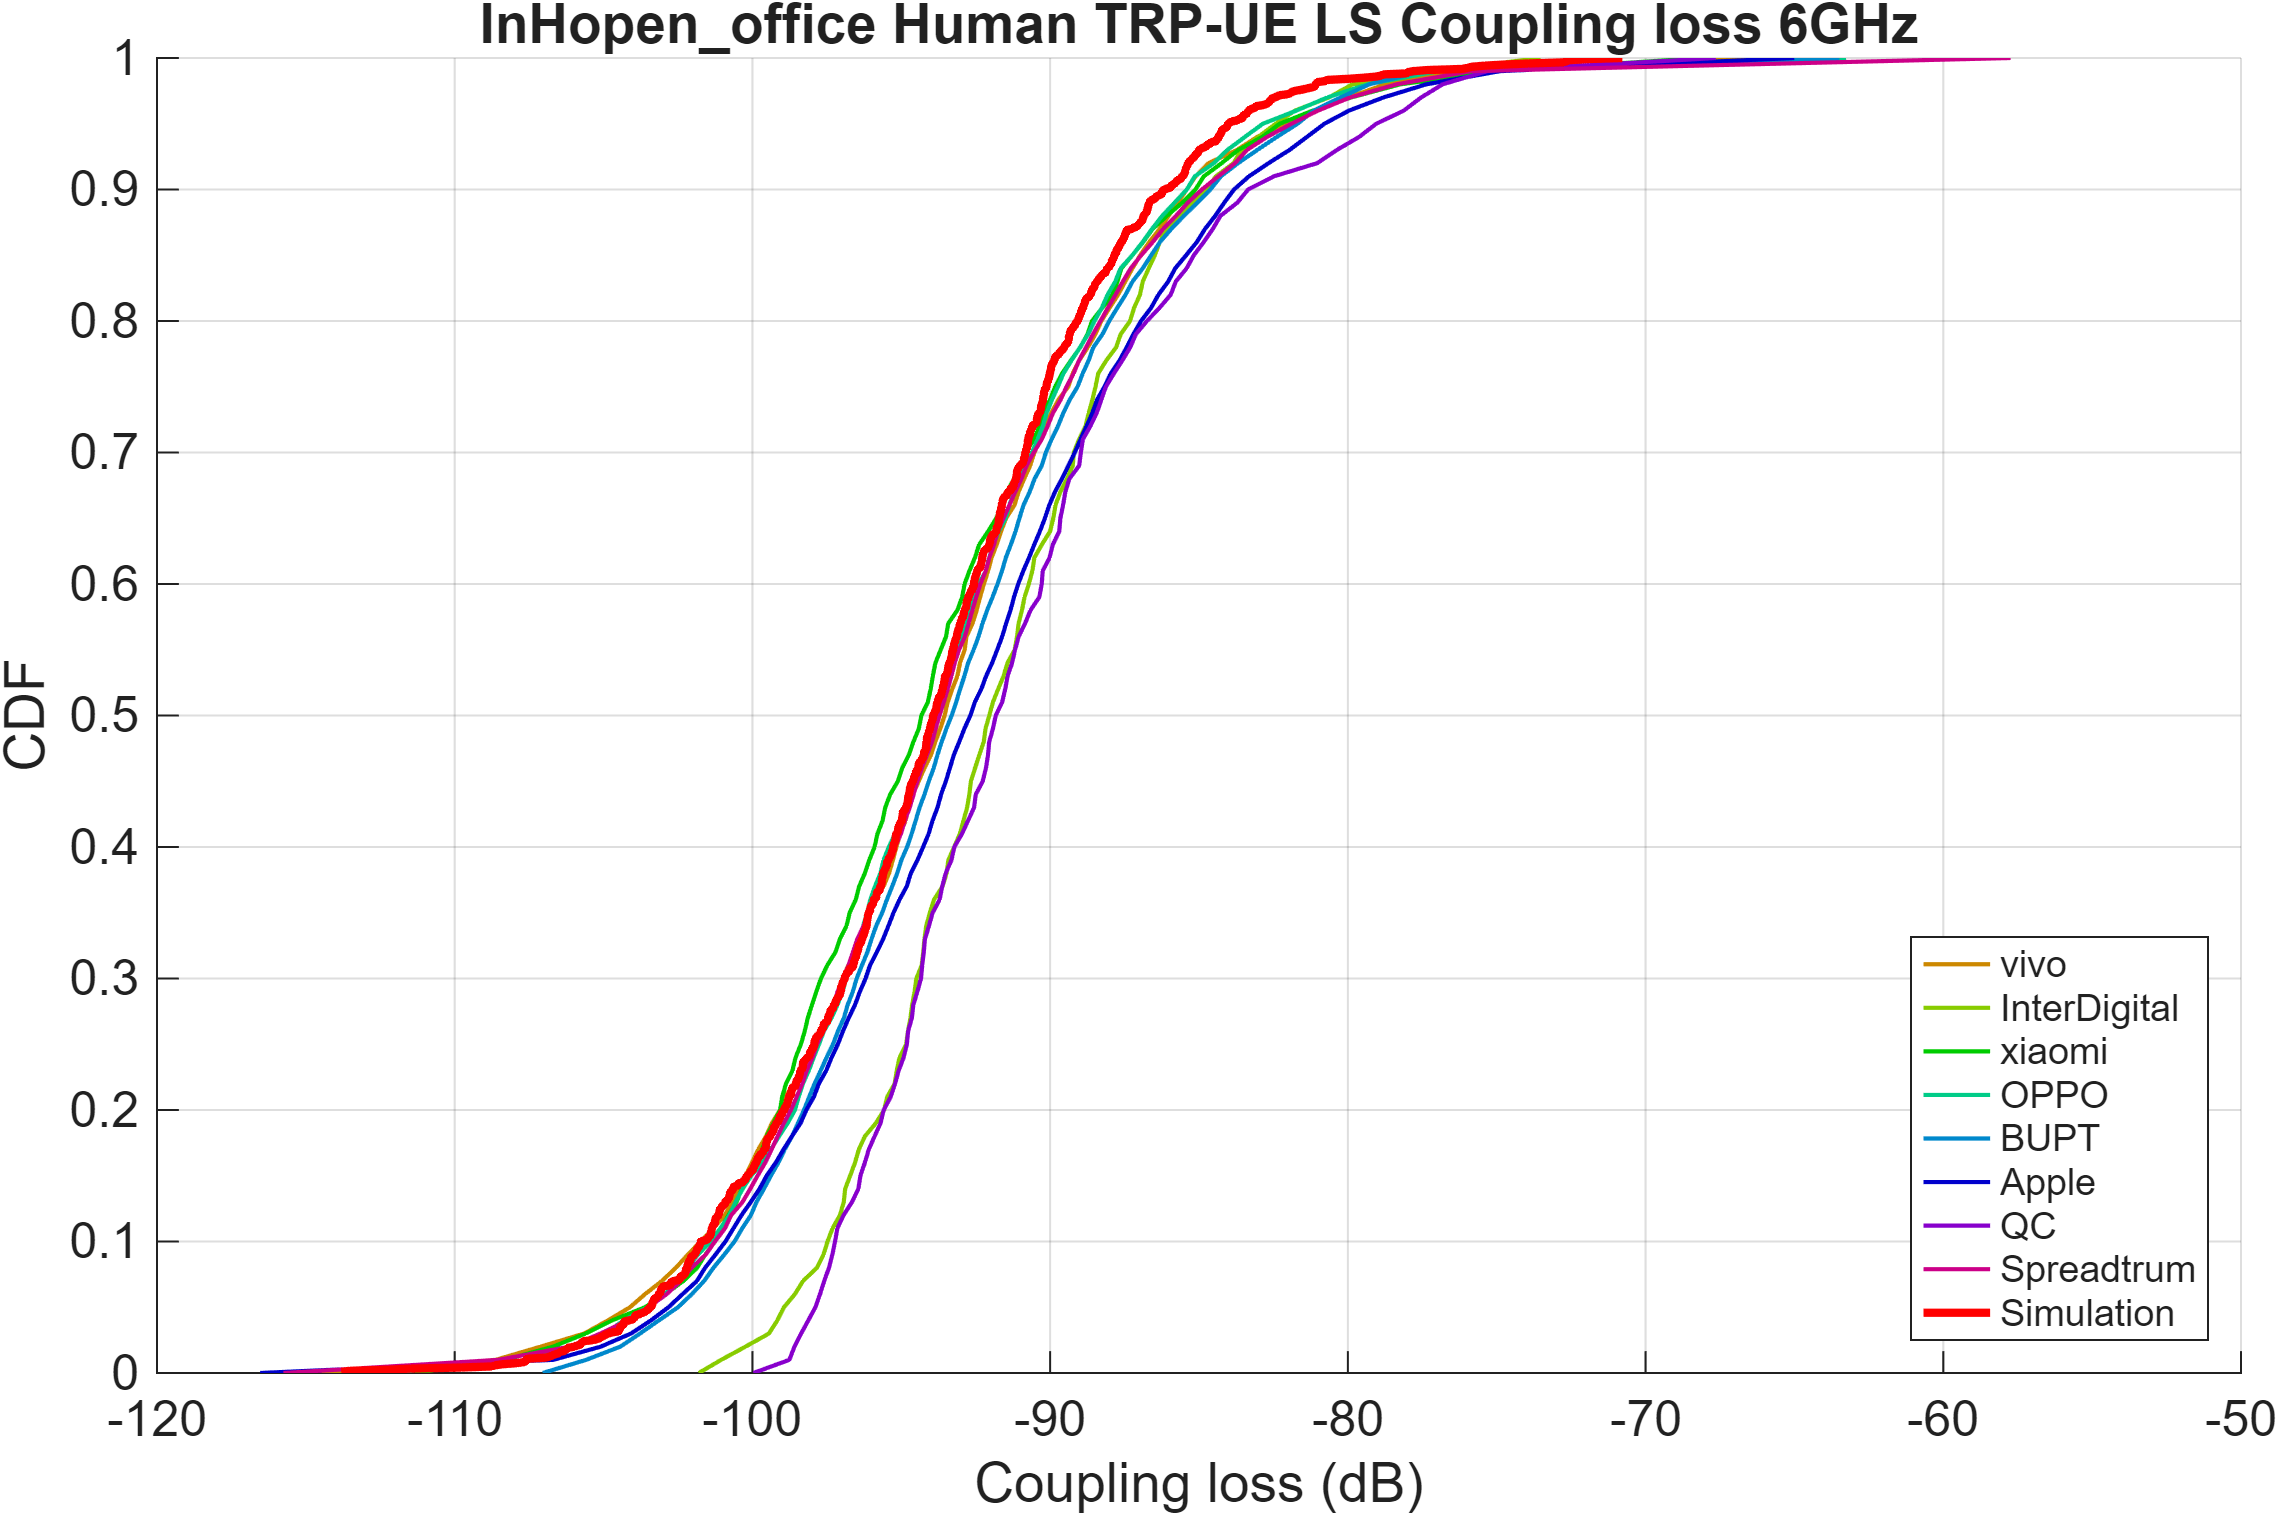 InHopen_office Human TRP-UE LS Coupling loss 6GHz
1
0.9
0.8
0.7
0.6
0.5
0.4
0.3
0.2
0.1
0
CDF
-120 -110 -100 -90 -80 -70 -60 -50
Coupling loss (dB)
vivo
InterDigital
xiaomi
OPPO
BUPT
Apple
QC
Spreadtrum
Simulation